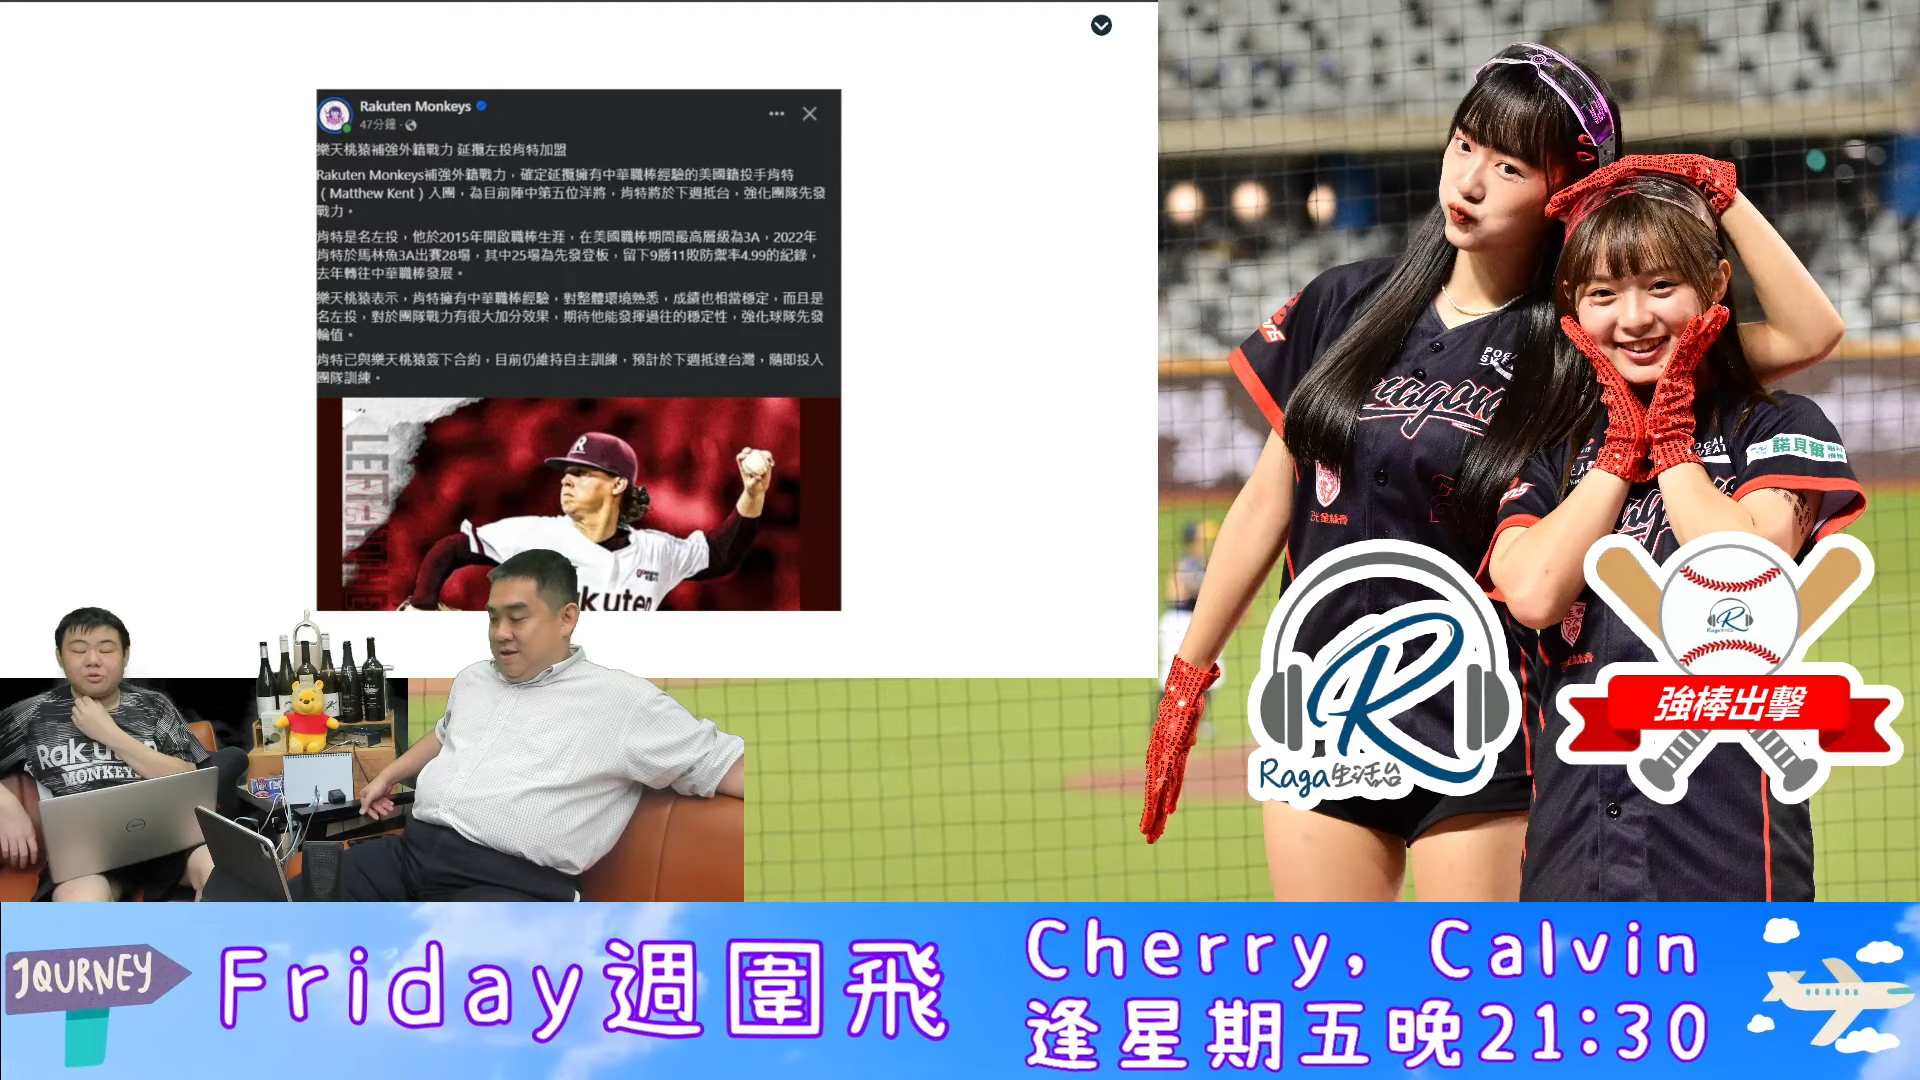 Rakuten Monkeys
47分鐘
樂天桃猿補強外籍戰力 延攬左投肯特加盟
Rakuten Monkeys補強外籍戰力，確定延攬擁有中華職棒經驗的美國籍投手肯特
（Matthew Kent）入團，為目前陣中第五位洋將，肯特將於下週抵台，強化團隊先發
戰力。
肯特是名左投，他於2015年開啟職棒生涯，在美國職棒期間最高層級為3A，2022年
肯特於馬林魚3A出賽28場，其中25場為先發登板，留下9勝11敗防禦率4.99的紀錄，
去年轉往中華職棒發展。
樂天桃猿表示，肯特擁有中華職棒經驗，對整體環境熟悉，成績也相當穩定，而且是
名左投，對於團隊戰力有很大加分效果，期待他能發揮過往的穩定性，強化球隊先發
輪值。
肯特已與樂天桃猿簽下合約，目前仍維持自主訓練，預計於下週抵達台灣，隨即投入
團隊訓練。
R
Rakuten
MONKEYS
諾貝爾
R
Raga生活台
強棒出擊
JOURNEY
Friday週圍飛
Cherry, Calvin
逢星期五晚21:30